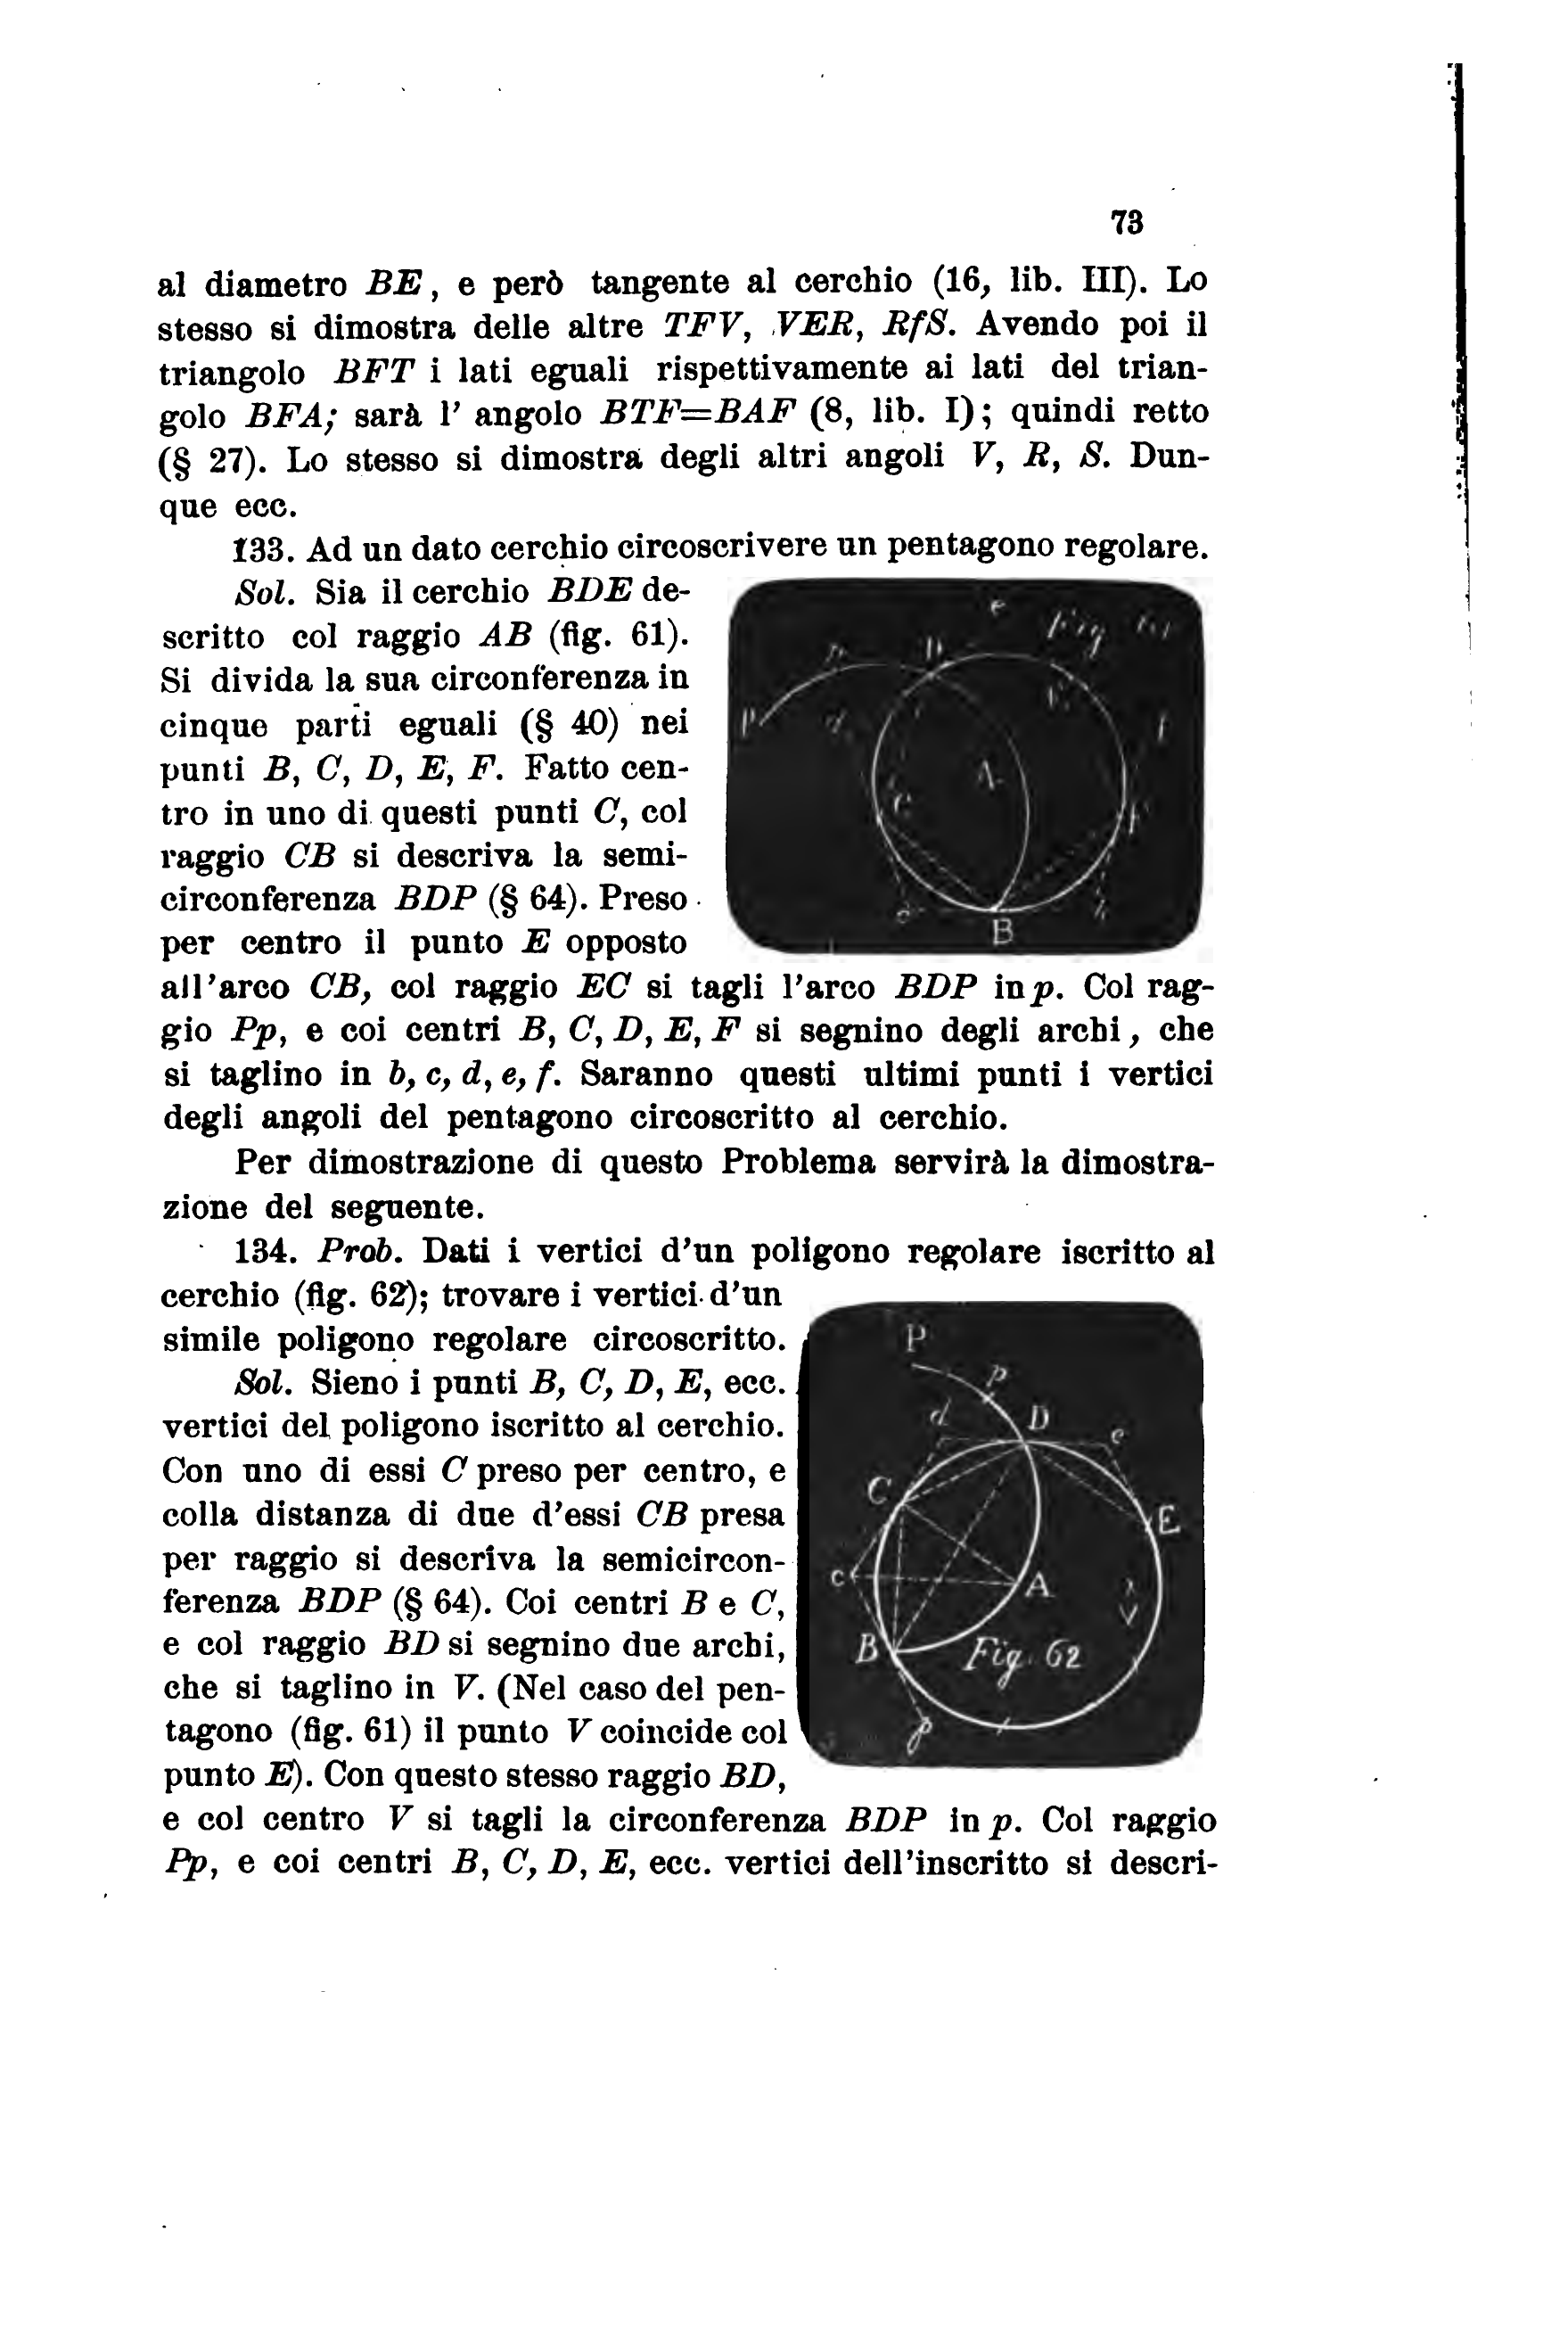 73
al diametro BE, e però tangente al cerchio (16, lib. III). Lo
stesso si dimostra delle altre TFV, VER, RfS. Avendo poi il
triangolo BFT i lati eguali rispettivamente ai lati del trian-
golo BFA; sarà l' angolo BTF=BAF (8, lib. I); quindi retto
(§ 27). Lo stesso si dimostra degli altri angoli V, R, S. Dun-
que ecc.
133. Ad un dato cerchio circoscrivere un pentagono regolare.
Sol. Sia il cerchio BDE de-
scritto col raggio AB (fig. 61).
Si divida la sua circonferenza in
cinque parti eguali (§ 40) nei
punti B, C, D, E, F. Fatto cen-
tro in uno di questi punti C, col
raggio CB si descriva la semi-
circonferenza BDP (§ 64). Preso
per centro il punto E opposto
all'arco CB, col raggio EC si tagli l'arco BDP in p. Col rag-
gio Pp, e coi centri B, C, D, E, F si segnino degli archi, che
si taglino in b, c, d, e, f. Saranno questi ultimi punti i vertici
degli angoli del pentagono circoscritto al cerchio.
e
Fig
P
D
d
E
f
A
C
F
c
b
B
Per dimostrazione di questo Problema servirà la dimostra-
zione del seguente.
134. Prob. Dati i vertici d'un poligono regolare iscritto al
cerchio (fig. 62); trovare i vertici d'un
simile poligono regolare circoscritto.
Sol. Sieno i punti B, C, D, E, ecc.
vertici del poligono iscritto al cerchio.
Con uno di essi C preso per centro, e
colla distanza di due d'essi CB presa
per raggio si descriva la semicircon-
ferenza BDP (§ 64). Coi centri B e C,
e col raggio BD si segnino due archi,
che si taglino in V. (Nel caso del pen-
tagono (fig. 61) il punto V coincide col
punto E). Con questo stesso raggio BD,
e col centro V si tagli la circonferenza BDP in p. Col raggio
Pp, e coi centri B, C, D, E, ecc. vertici dell'inscritto si descri-
P
p
d
D
e
C
E
c
A
V
B
Fig. 62